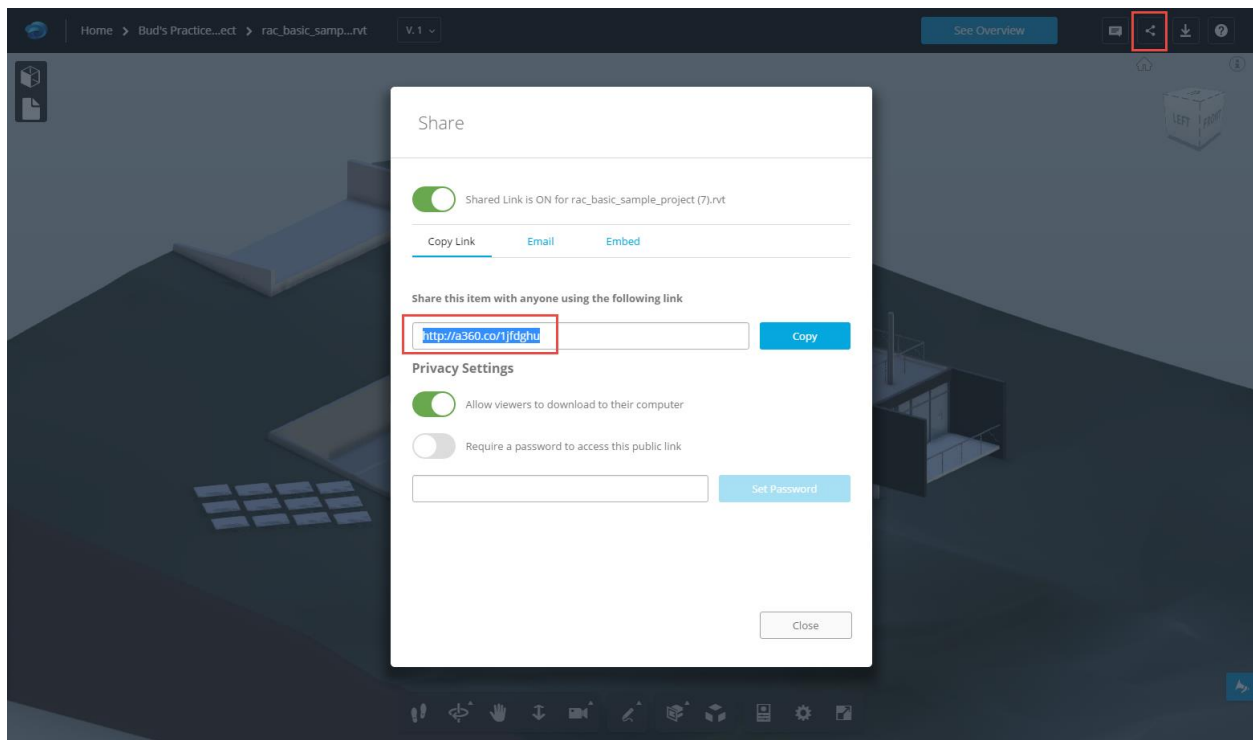 Home > Bud's Practice...ect > rac_basic_samp...rvt V. 1 See Overview
LEFT FRONT
Share
Shared Link is ON for rac_basic_sample_project (7).rvt
Copy Link Email Embed
Share this item with anyone using the following link
http://a360.co/1jfdghu Copy
Privacy Settings
Allow viewers to download to their computer
Require a password to access this public link
Set Password
Close